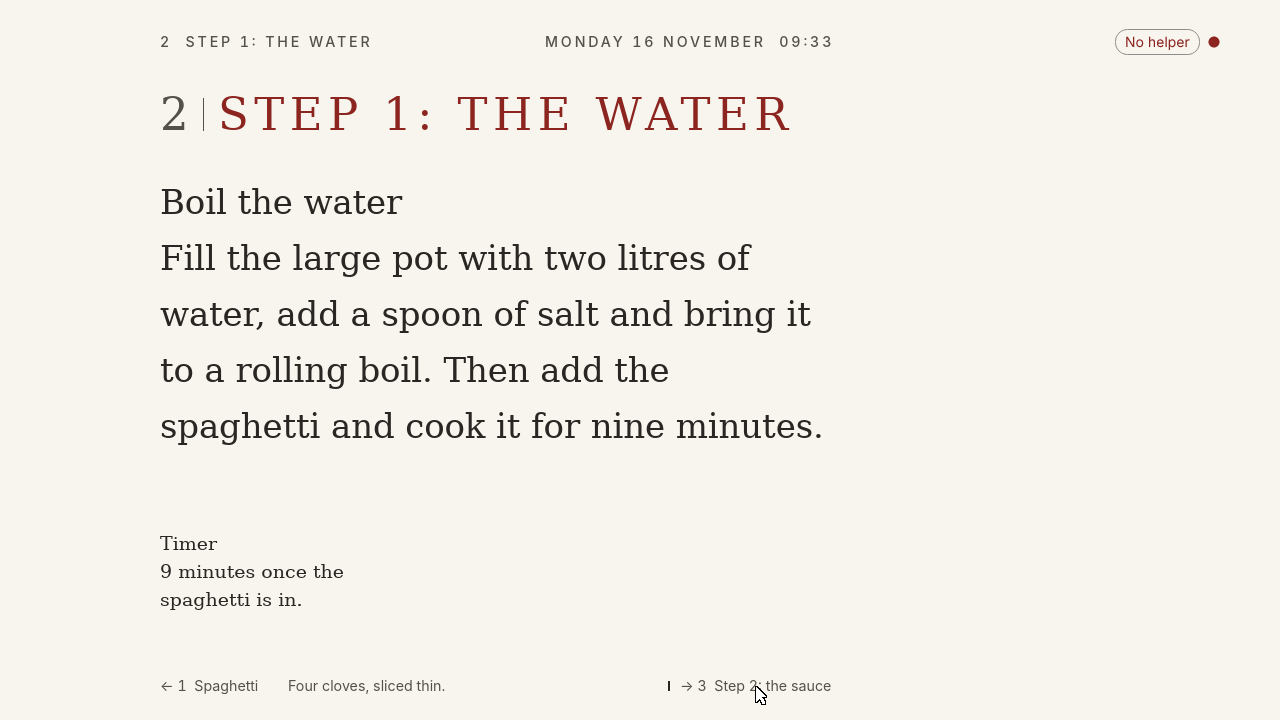 2 STEP 1: THE WATER
MONDAY 16 NOVEMBER 09:33
No helper
2 STEP 1: THE WATER
Boil the water
Fill the large pot with two litres of
water, add a spoon of salt and bring it
to a rolling boil. Then add the
spaghetti and cook it for nine minutes.
Timer
9 minutes once the
spaghetti is in.
← 1 Spaghetti
Four cloves, sliced thin.
→ 3 Step 2: the sauce